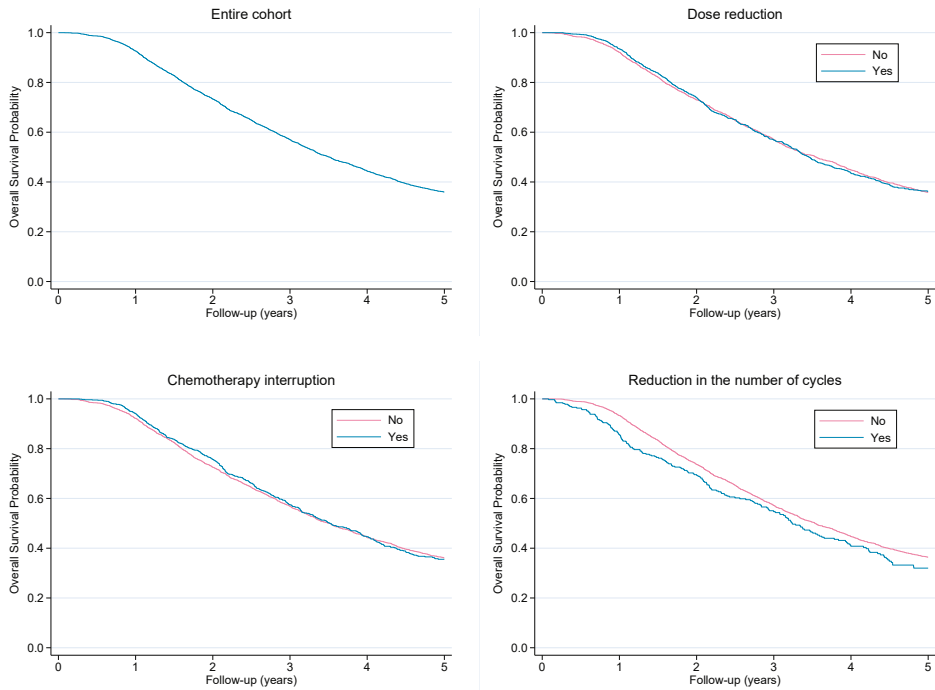 Entire cohort
Overall Survival Probability
1.0
0.8
0.6
0.4
0.2
0.0
0 1 2 3 4 5
Follow-up (years)
Dose reduction
Overall Survival Probability
1.0
0.8
0.6
0.4
0.2
0.0
No
Yes
0 1 2 3 4 5
Follow-up (years)
Chemotherapy interruption
Overall Survival Probability
1.0
0.8
0.6
0.4
0.2
0.0
No
Yes
0 1 2 3 4 5
Follow-up (years)
Reduction in the number of cycles
Overall Survival Probability
1.0
0.8
0.6
0.4
0.2
0.0
No
Yes
0 1 2 3 4 5
Follow-up (years)